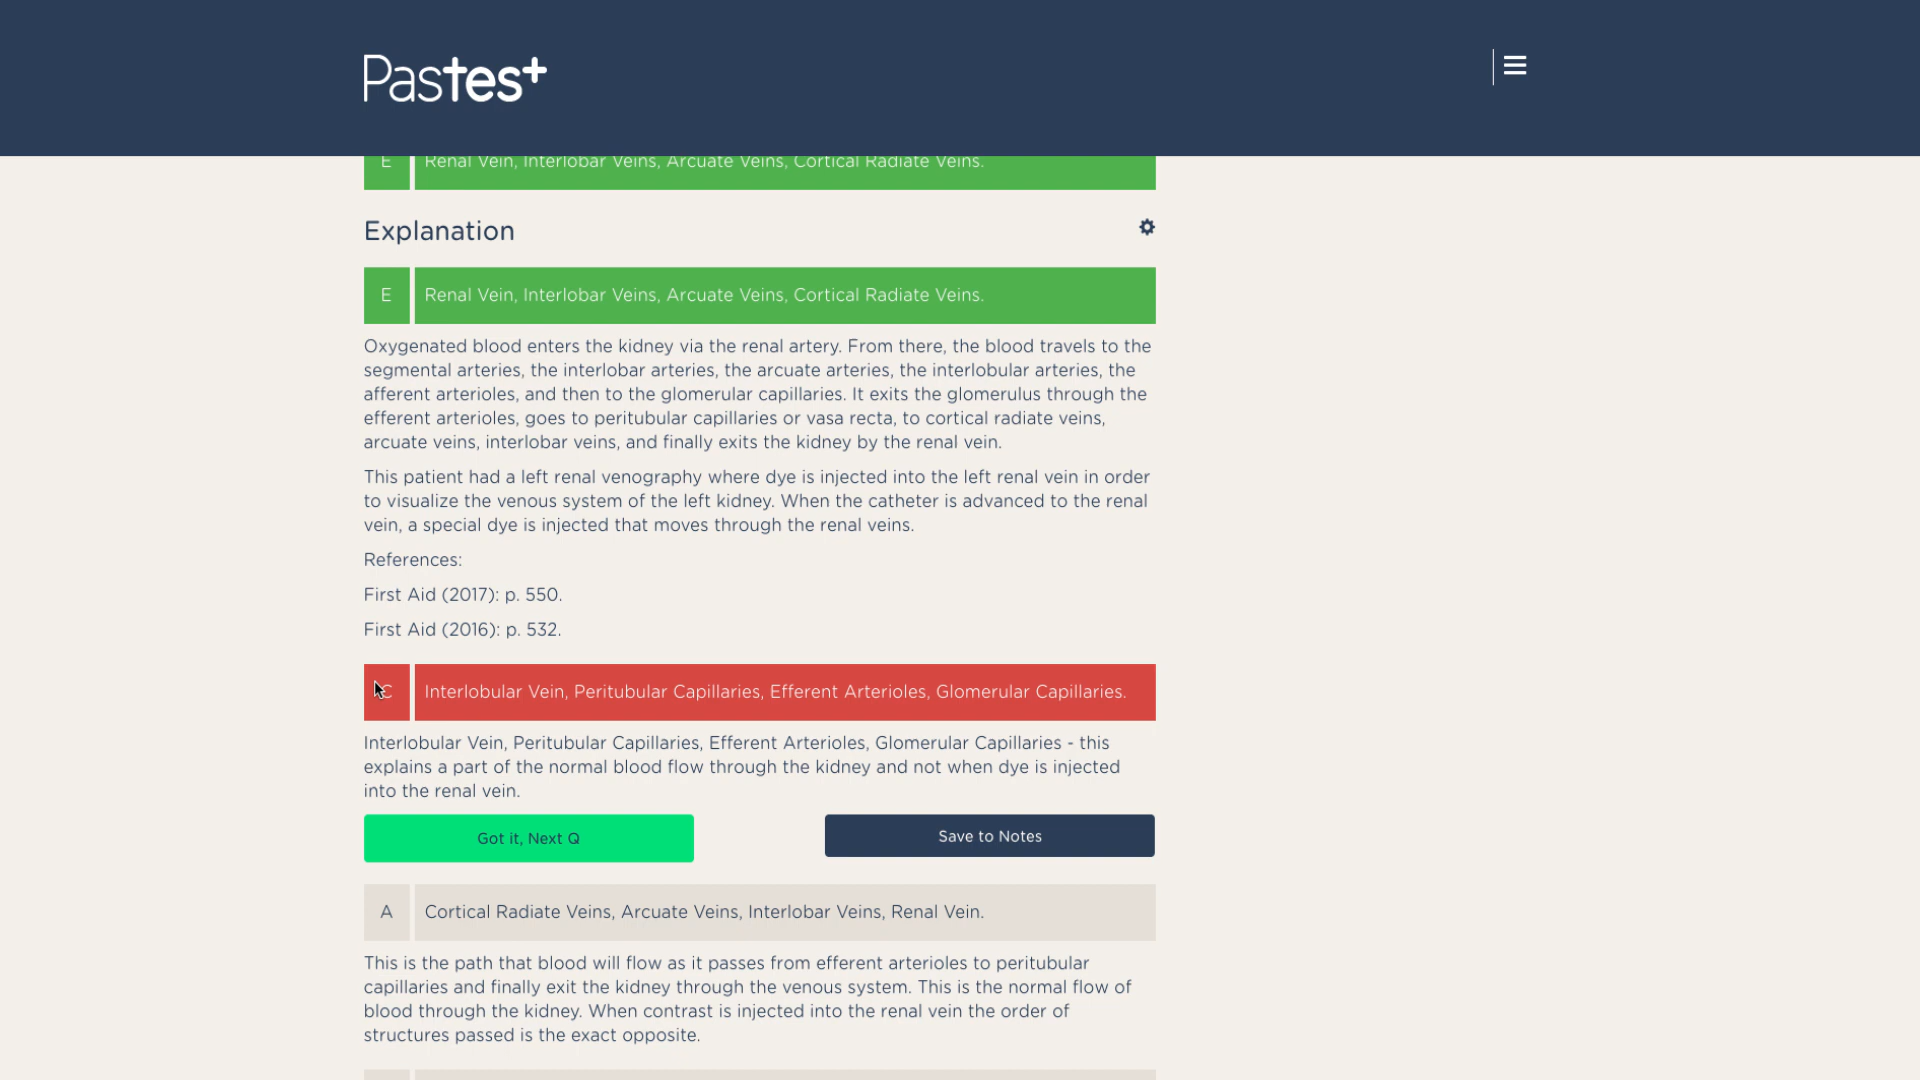 Pastest
E Renal Vein, Interlobar Veins, Arcuate Veins, Cortical Radiate Veins.
Explanation
E Renal Vein, Interlobar Veins, Arcuate Veins, Cortical Radiate Veins.
Oxygenated blood enters the kidney via the renal artery. From there, the blood travels to the
segmental arteries, the interlobar arteries, the arcuate arteries, the interlobular arteries, the
afferent arterioles, and then to the glomerular capillaries. It exits the glomerulus through the
efferent arterioles, goes to peritubular capillaries or vasa recta, to cortical radiate veins,
arcuate veins, interlobar veins, and finally exits the kidney by the renal vein.
This patient had a left renal venography where dye is injected into the left renal vein in order
to visualize the venous system of the left kidney. When the catheter is advanced to the renal
vein, a special dye is injected that moves through the renal veins.
References:
First Aid (2017): p. 550.
First Aid (2016): p. 532.
C Interlobular Vein, Peritubular Capillaries, Efferent Arterioles, Glomerular Capillaries.
Interlobular Vein, Peritubular Capillaries, Efferent Arterioles, Glomerular Capillaries - this
explains a part of the normal blood flow through the kidney and not when dye is injected
into the renal vein.
Got it, Next Q
Save to Notes
A Cortical Radiate Veins, Arcuate Veins, Interlobar Veins, Renal Vein.
This is the path that blood will flow as it passes from efferent arterioles to peritubular
capillaries and finally exit the kidney through the venous system. This is the normal flow of
blood through the kidney. When contrast is injected into the renal vein the order of
structures passed is the exact opposite.